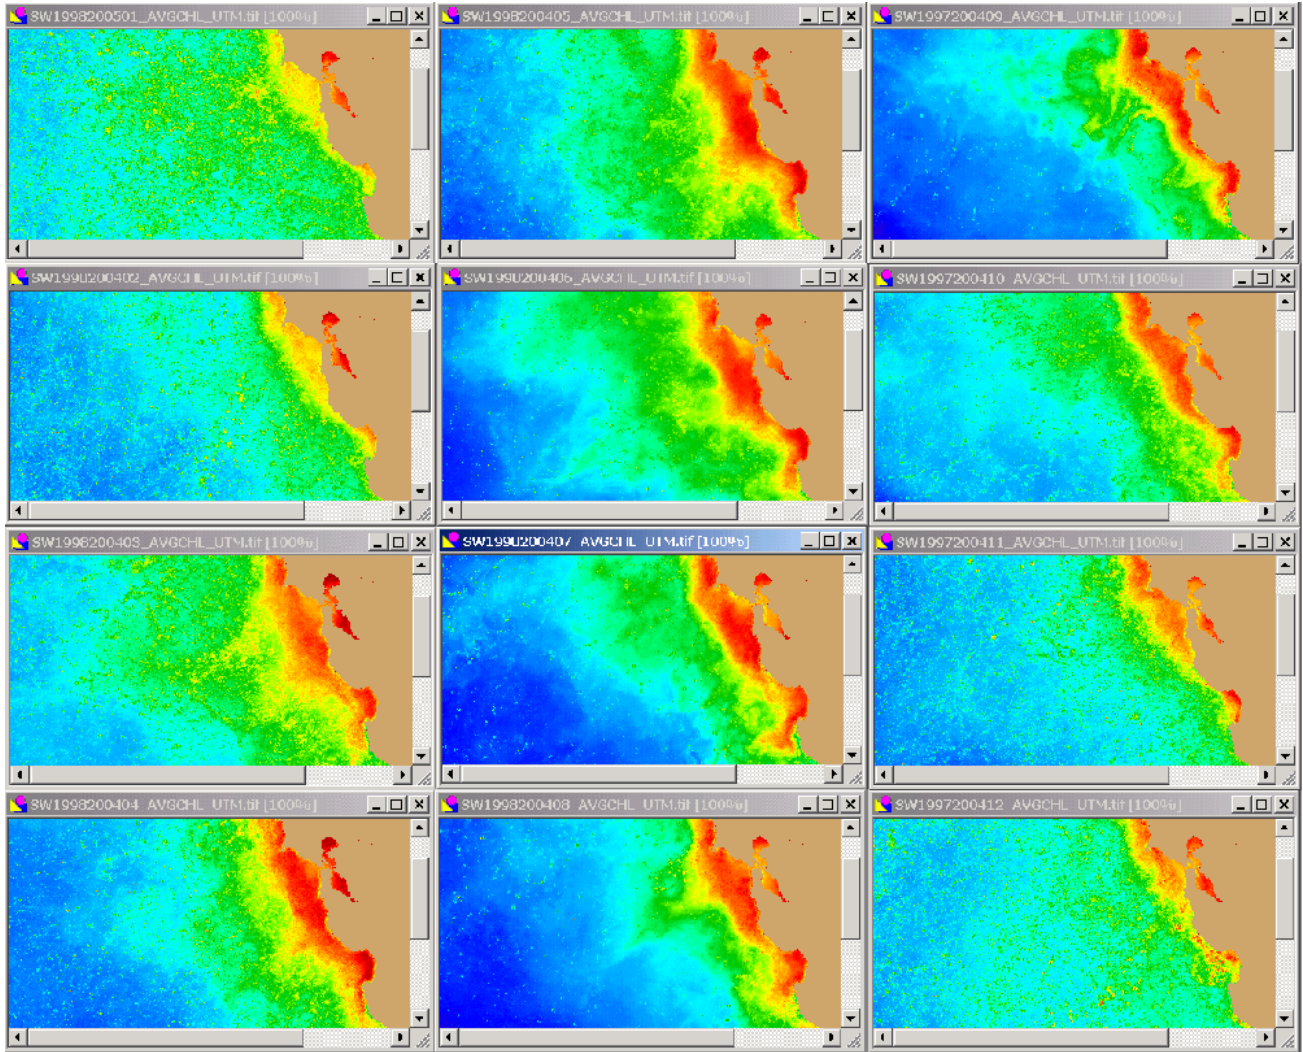 SW1998200501_AVGCHL_UTM.tif [100%]
SW1998200405_AVGCHL_UTM.tif [100%]
SW1997200409_AVGCHL_UTM.tif [100%]
SW1998200402_AVGCHL_UTM.tif [100%]
SW1998200406_AVGCHL_UTM.tif [100%]
SW1997200410_AVGCHL_UTM.tif [100%]
SW1998200403_AVGCHL_UTM.tif [100%]
SW1998200407_AVGCHL_UTM.tif [100%]
SW1997200411_AVGCHL_UTM.tif [100%]
SW1998200404_AVGCHL_UTM.tif [100%]
SW1998200408_AVGCHL_UTM.tif [100%]
SW1997200412_AVGCHL_UTM.tif [100%]